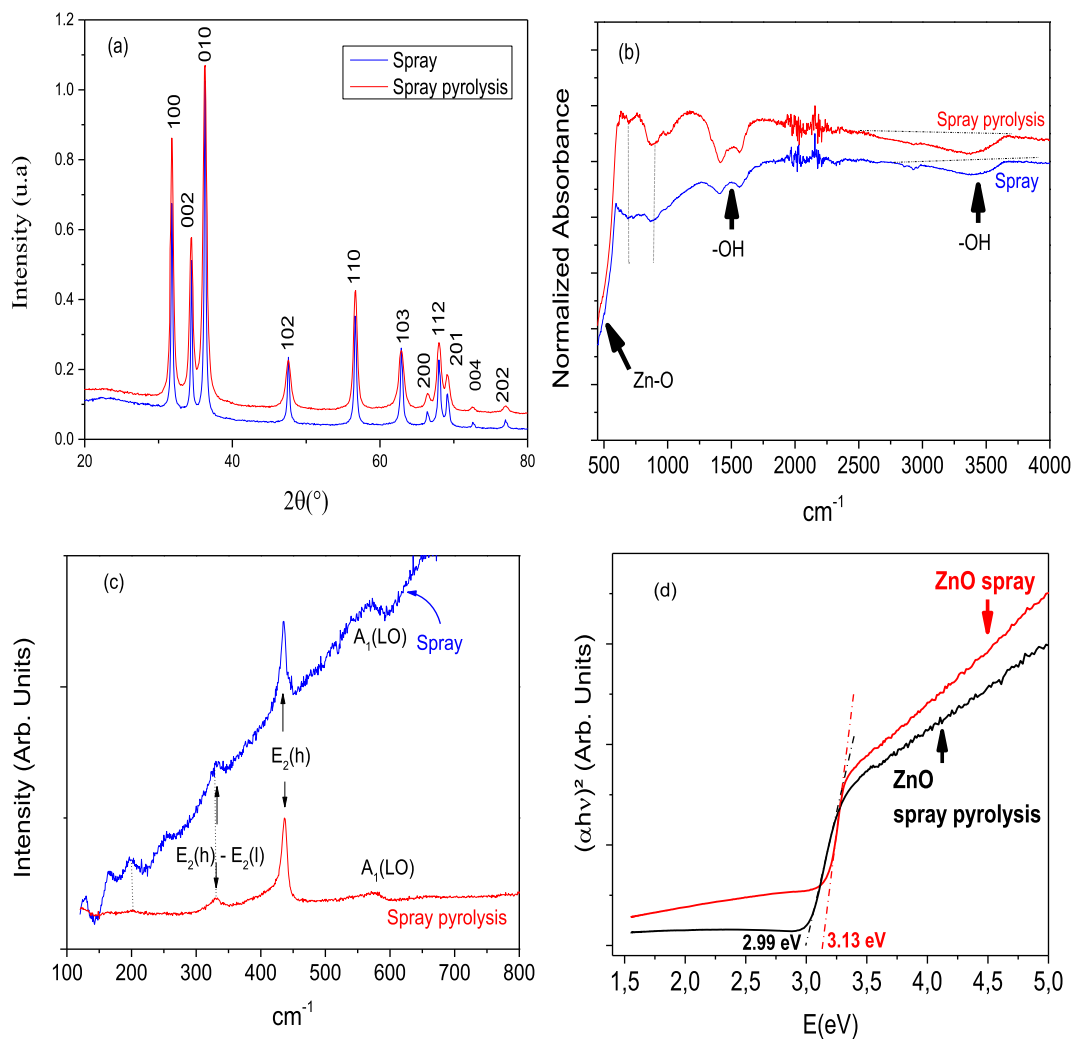 (a)
Spray
Spray pyrolysis
1.2
1.0
0.8
0.6
0.4
0.2
0.0
Intensity (u.a)
100
002
010
102
110
103
200
112
201
004
202
20
40
60
80
2θ(°)
(b)
Normalized Absorbance
Spray pyrolysis
Spray
-OH
-OH
Zn-O
500
1000
1500
2000
2500
3000
3500
4000
cm-1
(c)
Intensity (Arb. Units)
A1(LO)
Spray
E2(h)
E2(h) - E2(l)
A1(LO)
Spray pyrolysis
100
200
300
400
500
600
700
800
cm-1
(d)
(αhν)² (Arb. Units)
ZnO spray
ZnO
spray pyrolysis
2.99 eV
3.13 eV
1,5
2,0
2,5
3,0
3,5
4,0
4,5
5,0
E(eV)